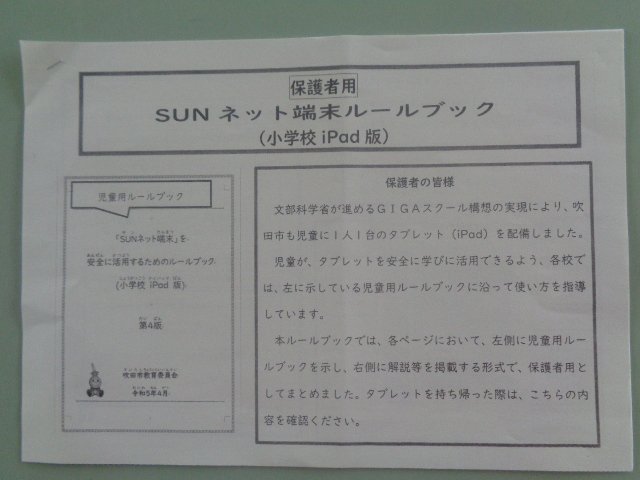 保護者用
SUNネット端末ルールブック
(小学校 iPad 版)
児童用ルールブック
「SUNネット端末」を
安全に活用するためのルールブック
(小学校 iPad 版)
第4版
吹田市教育委員会
令和5年4月
保護者の皆様
文部科学省が進めるGIGAスクール構想の実現により、吹
田市も児童に1人1台のタブレット(iPad)を配備しました。
児童が、タブレットを安全に学びに活用できるよう、各校で
は、左に示している児童用ルールブックに沿って使い方を指導
しています。
本ルールブックでは、各ページにおいて、左側に児童用ルー
ルブックを示し、右側に解説等を掲載する形式で、保護者用と
してまとめました。タブレットを持ち帰った際は、こちらの内
容を確認ください。